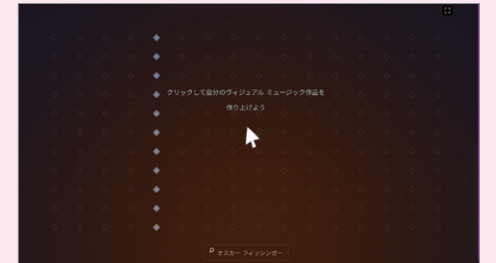 クリックして自分のヴィジュアル ミュージック作品を
作り上げよう
オスカー フィッシンガー